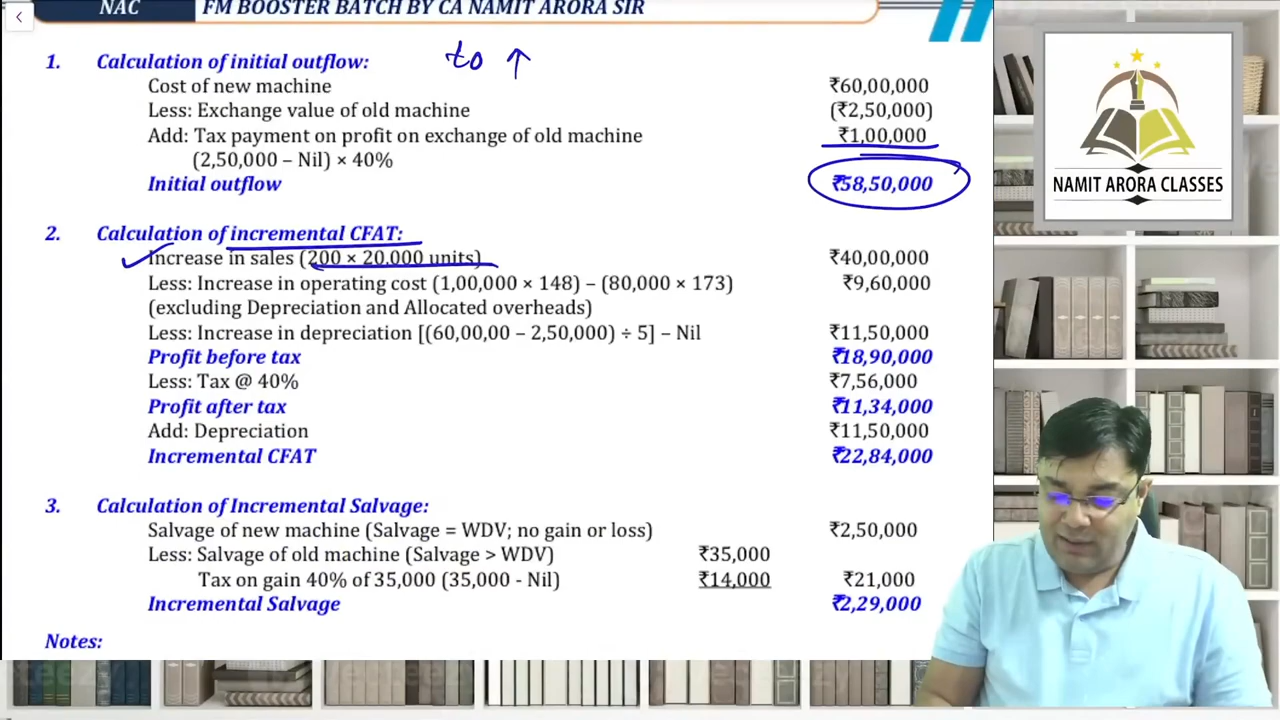 NAC FM BOOSTER BATCH BY CA NAMIT ARORA SIR
to ↑
1. Calculation of initial outflow:
Cost of new machine ₹60,00,000
Less: Exchange value of old machine (₹2,50,000)
Add: Tax payment on profit on exchange of old machine ₹1,00,000
(2,50,000 – Nil) × 40%
Initial outflow ₹58,50,000
2. Calculation of incremental CFAT:
Increase in sales (200 × 20,000 units) ₹40,00,000
Less: Increase in operating cost (1,00,000 × 148) – (80,000 × 173) ₹9,60,000
(excluding Depreciation and Allocated overheads)
Less: Increase in depreciation [(60,00,00 – 2,50,000) ÷ 5] – Nil ₹11,50,000
Profit before tax ₹18,90,000
Less: Tax @ 40% ₹7,56,000
Profit after tax ₹11,34,000
Add: Depreciation ₹11,50,000
Incremental CFAT ₹22,84,000
3. Calculation of Incremental Salvage:
Salvage of new machine (Salvage = WDV; no gain or loss) ₹2,50,000
Less: Salvage of old machine (Salvage > WDV) ₹35,000
Tax on gain 40% of 35,000 (35,000 - Nil) ₹14,000 ₹21,000
Incremental Salvage ₹2,29,000
Notes:
NAMIT ARORA CLASSES